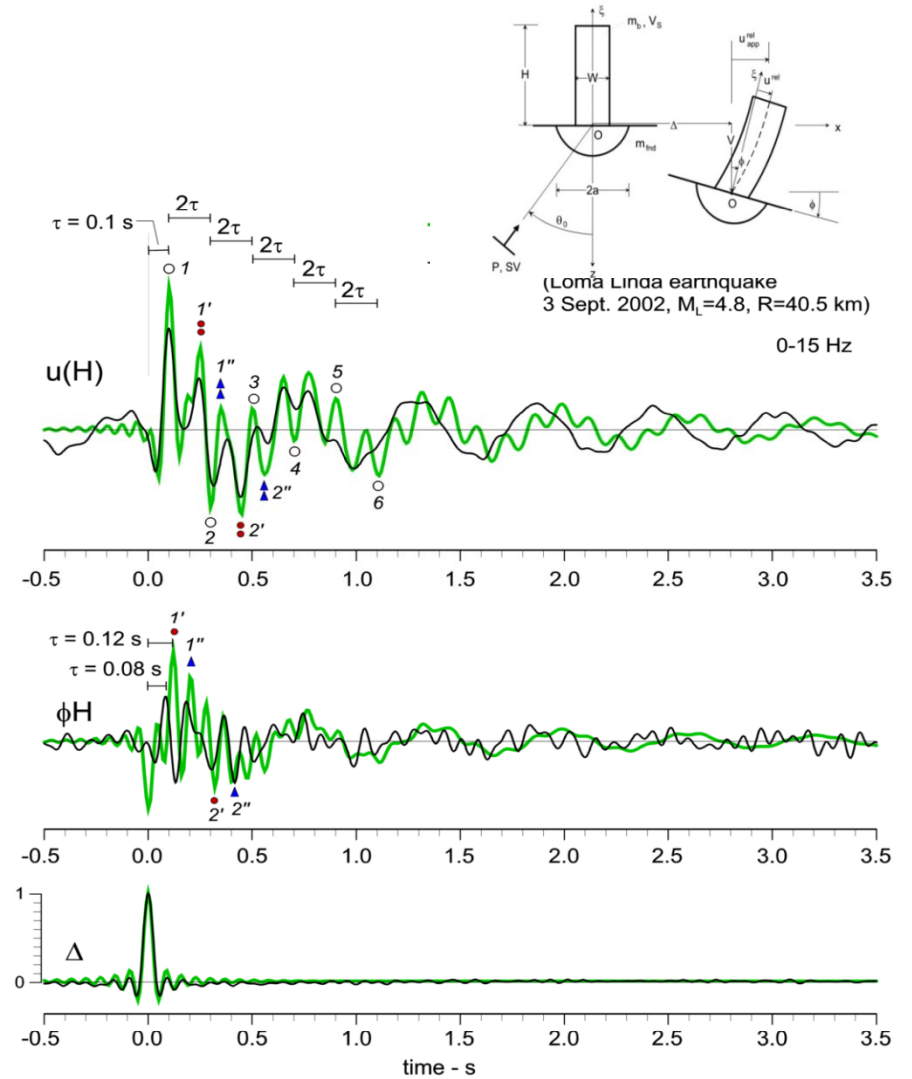 ξ
m_b, V_S
H
W
O
Δ
m_fnd
2a
θ₀
P, SV
z
u^rel_app
ξ
u^rel
x
V
ϕ
O
ϕ
(Loma Linda earthquake
3 Sept. 2002, M_L=4.8, R=40.5 km)
0-15 Hz
τ = 0.1 s
2τ
2τ
2τ
2τ
2τ
u(H)
1
1'
1''
2
2'
3
2''
4
5
6
-0.5 0.0 0.5 1.0 1.5 2.0 2.5 3.0 3.5
τ = 0.12 s
τ = 0.08 s
ϕH
1'
1''
2'
2''
-0.5 0.0 0.5 1.0 1.5 2.0 2.5 3.0 3.5
1
Δ
0
-0.5 0.0 0.5 1.0 1.5 2.0 2.5 3.0 3.5
time - s